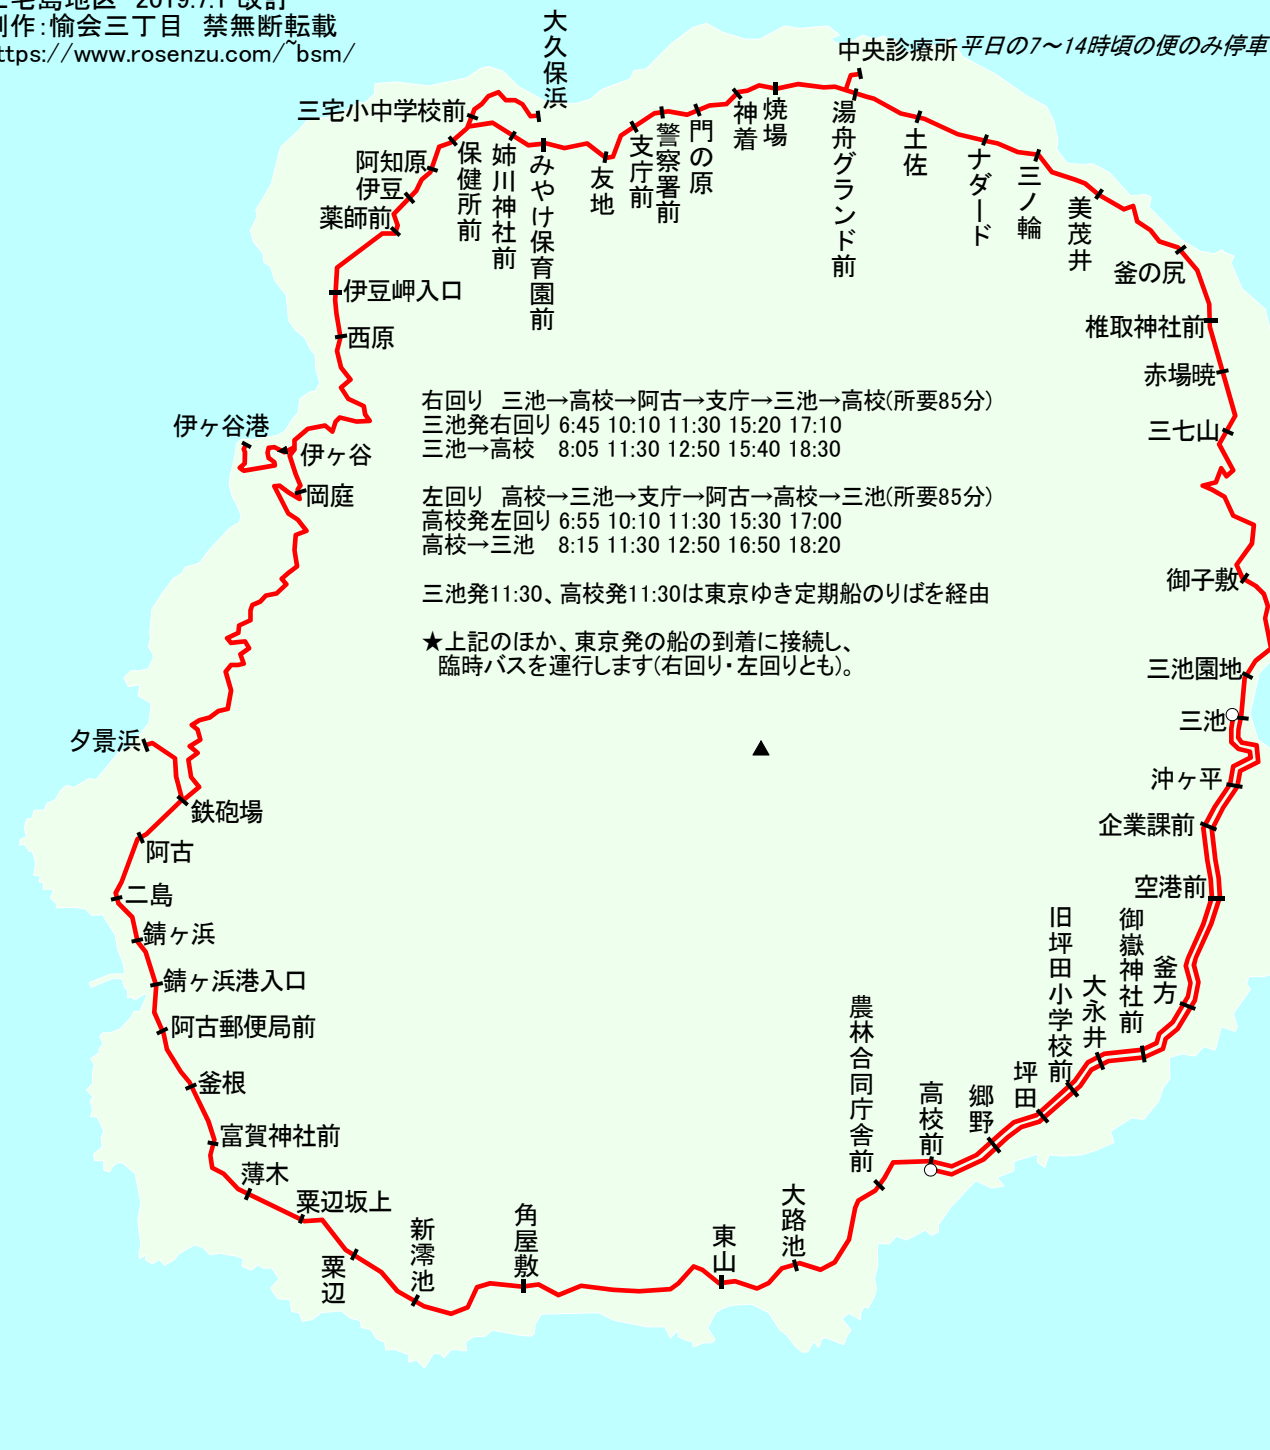 三宅島地区 2019.7.1 改訂
制作:愉会三丁目 禁無断転載
ttps://www.rosenzu.com/~bsm/
大久保浜
中央診療所
平日の7~14時頃の便のみ停車
三宅小中学校前
阿知原
伊豆
薬師前
保健所前
姉川神社前
みやけ保育園前
友地
支庁前
警察署前
門の原
神着
焼場
湯舟グランド前
土佐
ナダード
三ノ輪
美茂井
釜の尻
椎取神社前
赤場暁
三七山
御子敷
三池園地
三池
沖ヶ平
企業課前
空港前
釜方
御嶽神社前
大永井
旧坪田小学校前
坪田
郷野
高校前
農林合同庁舎前
大路池
東山
角屋敷
新澪池
粟辺
粟辺坂上
薄木
富賀神社前
釜根
阿古郵便局前
錆ヶ浜港入口
錆ヶ浜
二島
阿古
鉄砲場
夕景浜
岡庭
伊ヶ谷
伊ヶ谷港
西原
伊豆岬入口
右回り 三池→高校→阿古→支庁→三池→高校(所要85分)
三池発右回り 6:45 10:10 11:30 15:20 17:10
三池→高校 8:05 11:30 12:50 15:40 18:30
左回り 高校→三池→支庁→阿古→高校→三池(所要85分)
高校発左回り 6:55 10:10 11:30 15:30 17:00
高校→三池 8:15 11:30 12:50 16:50 18:20
三池発11:30、高校発11:30は東京ゆき定期船のりばを経由
★上記のほか、東京発の船の到着に接続し、
臨時バスを運行します(右回り・左回りとも)。